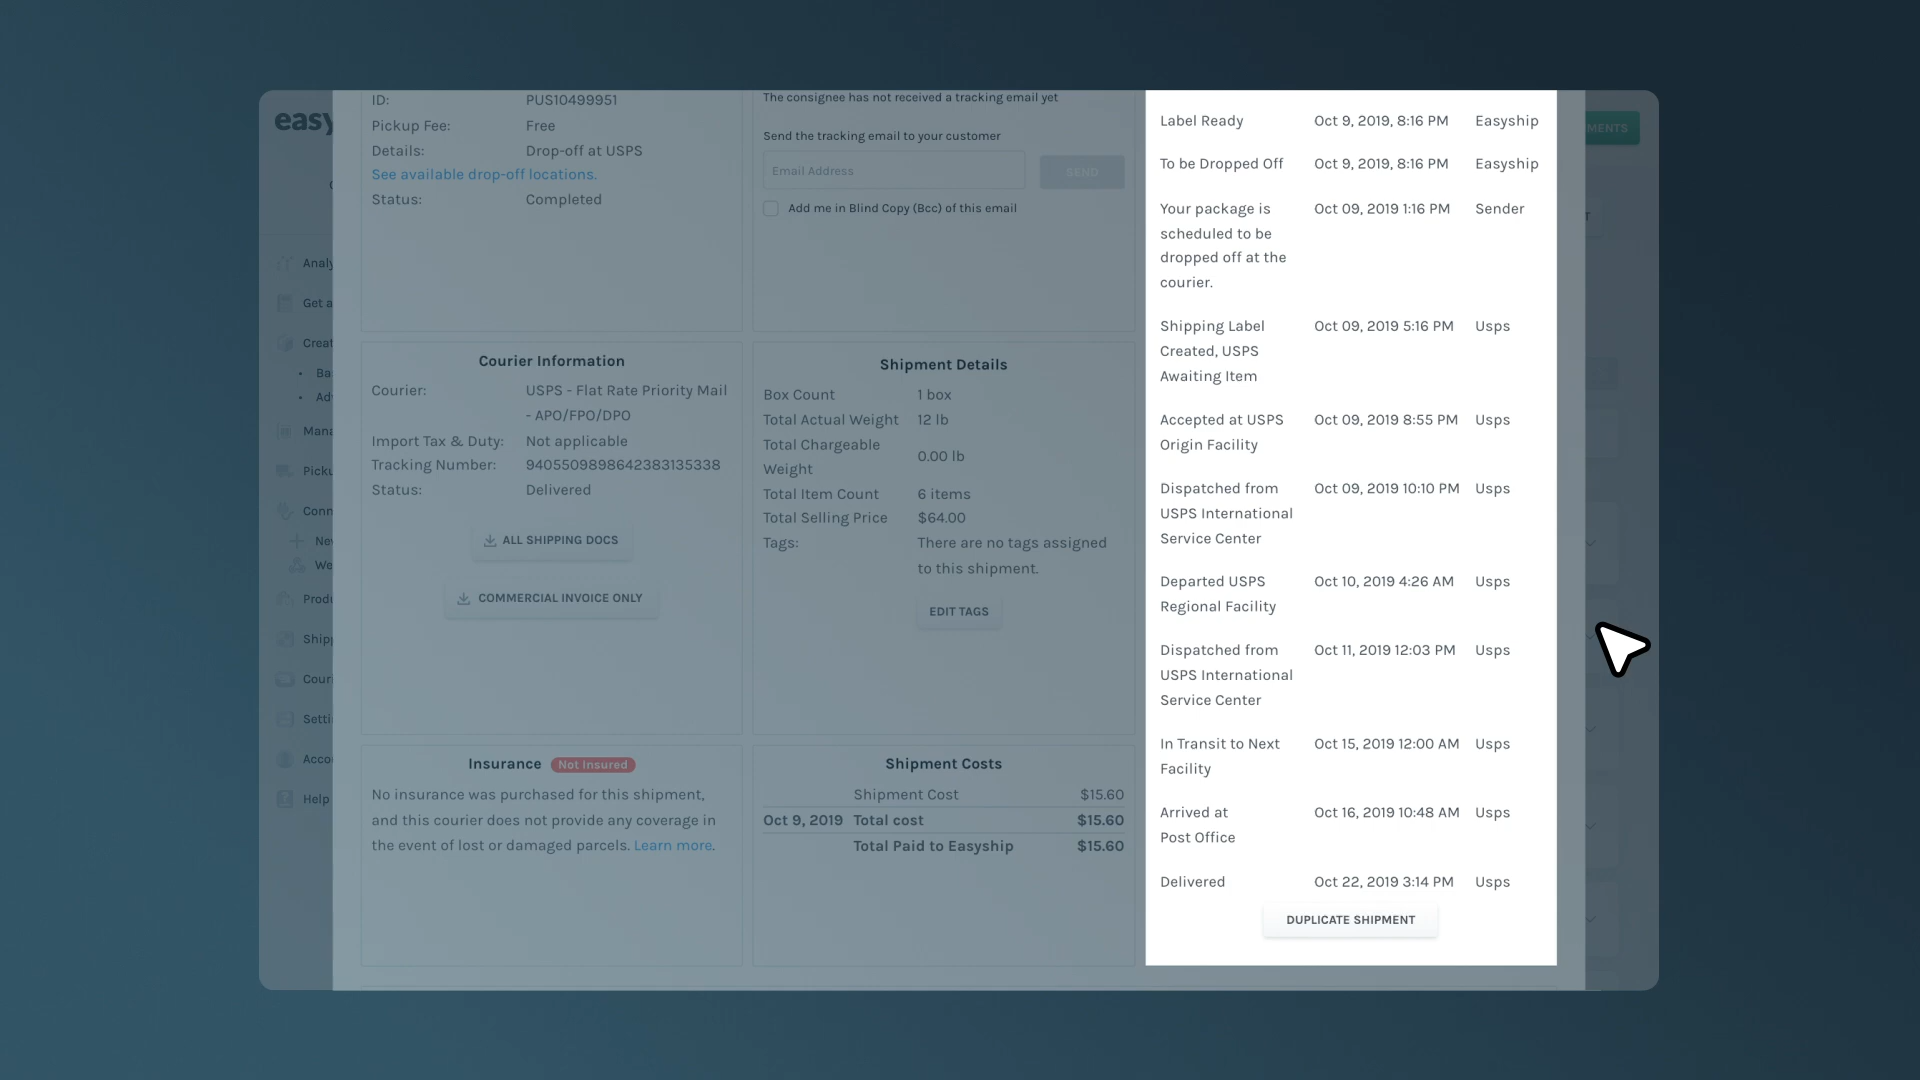 easy
Analy
Get a
Creat
Ba
Ad
Mana
Picku
Conn
Ne
We
Produ
Shipp
Couri
Setti
Accou
Help
ID: PUS10499951
Pickup Fee: Free
Details: Drop-off at USPS
See available drop-off locations.
Status: Completed
The consignee has not received a tracking email yet
Send the tracking email to your customer
Email Address
SEND
Add me in Blind Copy (Bcc) of this email
Courier Information
Courier: USPS - Flat Rate Priority Mail
- APO/FPO/DPO
Import Tax & Duty: Not applicable
Tracking Number: 9405509898642383135338
Status: Delivered
ALL SHIPPING DOCS
COMMERCIAL INVOICE ONLY
Shipment Details
Box Count 1 box
Total Actual Weight 12 lb
Total Chargeable
Weight 0.00 lb
Total Item Count 6 items
Total Selling Price $64.00
Tags: There are no tags assigned
to this shipment.
EDIT TAGS
Insurance Not Insured
No insurance was purchased for this shipment,
and this courier does not provide any coverage in
the event of lost or damaged parcels. Learn more.
Shipment Costs
Shipment Cost $15.60
Oct 9, 2019 Total cost $15.60
Total Paid to Easyship $15.60
Label Ready Oct 9, 2019, 8:16 PM Easyship
To be Dropped Off Oct 9, 2019, 8:16 PM Easyship
Your package is Oct 09, 2019 1:16 PM Sender
scheduled to be
dropped off at the
courier.
Shipping Label Oct 09, 2019 5:16 PM Usps
Created, USPS
Awaiting Item
Accepted at USPS Oct 09, 2019 8:55 PM Usps
Origin Facility
Dispatched from Oct 09, 2019 10:10 PM Usps
USPS International
Service Center
Departed USPS Oct 10, 2019 4:26 AM Usps
Regional Facility
Dispatched from Oct 11, 2019 12:03 PM Usps
USPS International
Service Center
In Transit to Next Oct 15, 2019 12:00 AM Usps
Facility
Arrived at Oct 16, 2019 10:48 AM Usps
Post Office
Delivered Oct 22, 2019 3:14 PM Usps
DUPLICATE SHIPMENT
MENTS